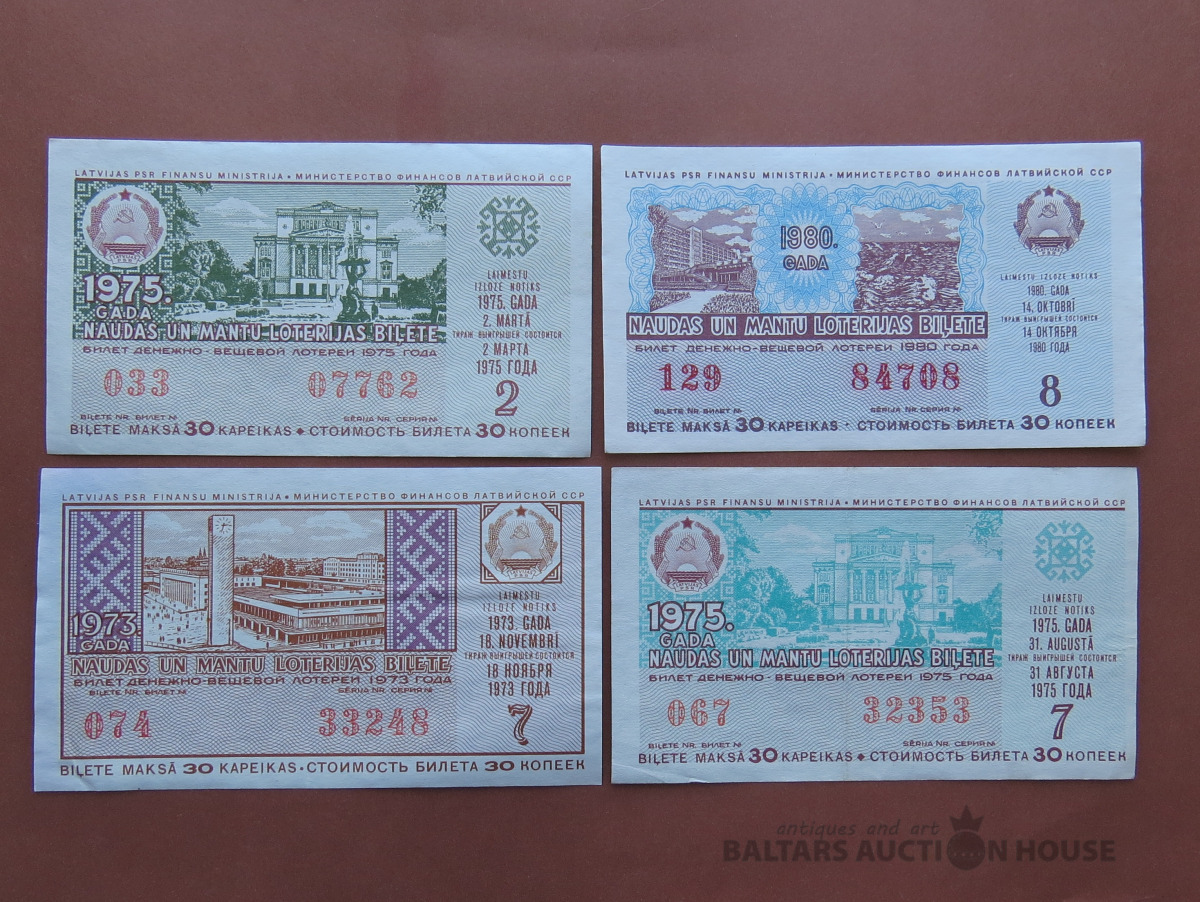 LATVIJAS PSR FINANSU MINISTRIJA • МИНИСТЕРСТВО ФИНАНСОВ ЛАТВИЙСКОЙ ССР
1975.
GADA
NAUDAS UN MANTU LOTERIJAS BIĻETE
БИЛЕТ ДЕНЕЖНО-ВЕЩЕВОЙ ЛОТЕРЕИ 1975 ГОДА
033 07762
BIĻETE NR. БИЛЕТ № SĒRIJA NR. СЕРИЯ №
LAIMESTU
IZLOZE NOTIKS
1975. GADA
2. MARTĀ
ТИРАЖ ВЫИГРЫШЕЙ СОСТОИТСЯ
2 МАРТА
1975 ГОДА
2
BIĻETE MAKSĀ 30 KAPEIKAS ◆ СТОИМОСТЬ БИЛЕТА 30 КОПЕЕК
LATVIJAS PSR FINANSU MINISTRIJA • МИНИСТЕРСТВО ФИНАНСОВ ЛАТВИЙСКОЙ ССР
1980.
GADA
NAUDAS UN MANTU LOTERIJAS BIĻETE
БИЛЕТ ДЕНЕЖНО-ВЕЩЕВОЙ ЛОТЕРЕИ 1980 ГОДА
129 84708
BIĻETE NR. БИЛЕТ № SĒRIJA NR. СЕРИЯ №
LAIMESTU IZLOZE NOTIKS
1980. GADA
14. OKTOBRĪ
ТИРАЖ ВЫИГРЫШЕЙ СОСТОИТСЯ
14 ОКТЯБРЯ
1980 ГОДА
8
BIĻETE MAKSĀ 30 KAPEIKAS · СТОИМОСТЬ БИЛЕТА 30 КОПЕЕК
LATVIJAS PSR FINANSU MINISTRIJA • МИНИСТЕРСТВО ФИНАНСОВ ЛАТВИЙСКОЙ ССР
1973.
GADA
NAUDAS UN MANTU LOTERIJAS BIĻETE
БИЛЕТ ДЕНЕЖНО-ВЕЩЕВОЙ ЛОТЕРЕИ 1973 ГОДА
BIĻETE NR. БИЛЕТ № SĒRIJA NR. СЕРИЯ №
074 33248
LAIMESTU
IZLOZE NOTIKS
1973. GADA
18. NOVEMBRĪ
ТИРАЖ ВЫИГРЫШЕЙ СОСТОИТСЯ
18 НОЯБРЯ
1973 ГОДА
7
BIĻETE MAKSĀ 30 KAPEIKAS · СТОИМОСТЬ БИЛЕТА 30 КОПЕЕК
LATVIJAS PSR FINANSU MINISTRIJA • МИНИСТЕРСТВО ФИНАНСОВ ЛАТВИЙСКОЙ ССР
1975.
GADA
NAUDAS UN MANTU LOTERIJAS BIĻETE
БИЛЕТ ДЕНЕЖНО-ВЕЩЕВОЙ ЛОТЕРЕИ 1975 ГОДА
067 32353
BIĻETE NR. БИЛЕТ № SĒRIJA NR. СЕРИЯ №
LAIMESTU
IZLOZE NOTIKS
1975. GADA
31. AUGUSTĀ
ТИРАЖ ВЫИГРЫШЕЙ СОСТОИТСЯ
31 АВГУСТА
1975 ГОДА
7
BIĻETE MAKSĀ 30 KAPEIKAS ◆ СТОИМОСТЬ БИЛЕТА 30 КОПЕЕК
antiques and art
BALTARS AUCTION HOUSE